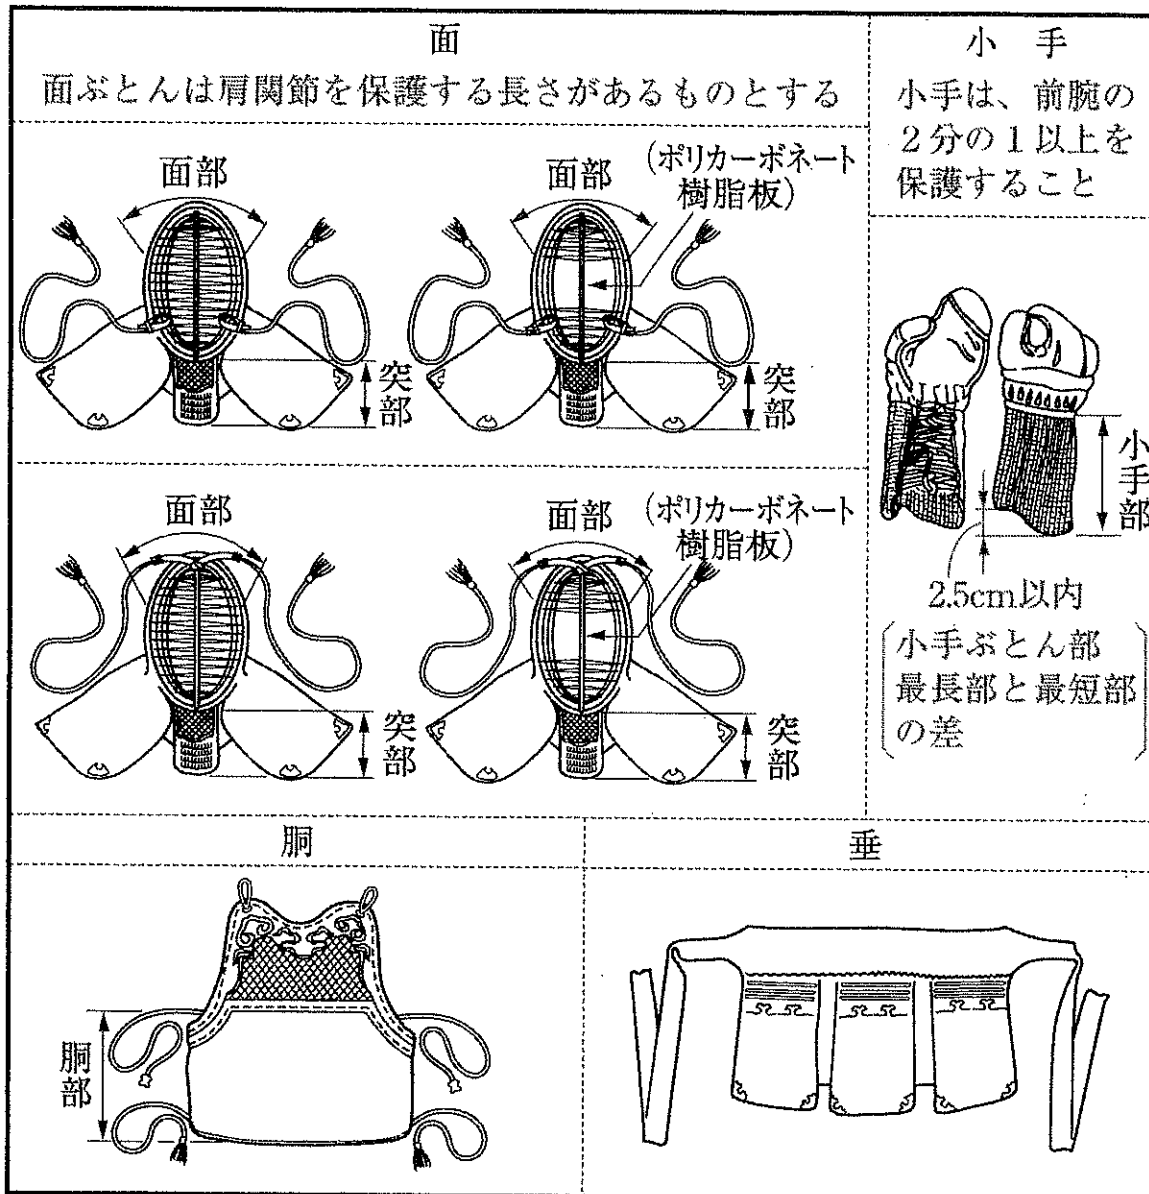 面
面ぶとんは肩関節を保護する長さがあるものとする
面部
突部
面部
(ポリカーボネート
樹脂板)
突部
面部
突部
面部
(ポリカーボネート
樹脂板)
突部
小手
小手は、前腕の
2分の1以上を
保護すること
小手部
2.5cm以内
小手ぶとん部
最長部と最短部
の差
胴
胴部
垂